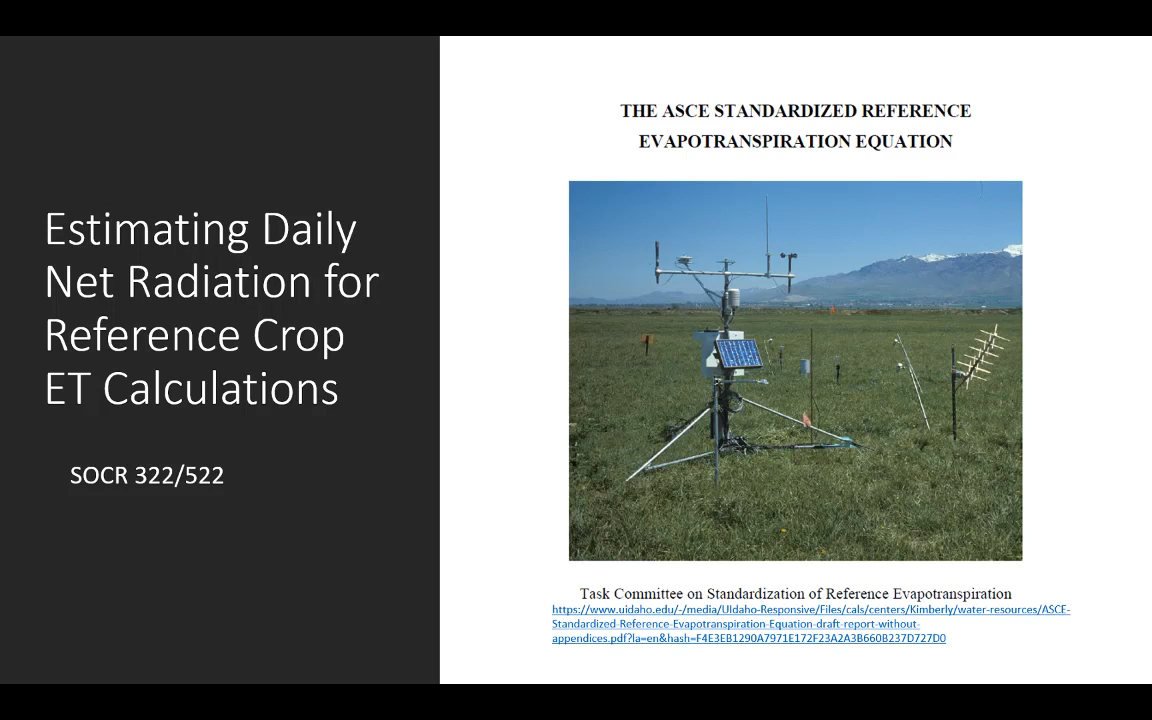 Estimating Daily
Net Radiation for
Reference Crop
ET Calculations
SOCR 322/522
THE ASCE STANDARDIZED REFERENCE
EVAPOTRANSPIRATION EQUATION
Task Committee on Standardization of Reference Evapotranspiration
https://www.uidaho.edu/-/media/UIdaho-Responsive/Files/cals/centers/Kimberly/water-resources/ASCE-
Standardized-Reference-Evapotranspiration-Equation-draft-report-without-
appendices.pdf?la=en&hash=F4E3EB1290A7971E172F23A2A3B660B237D727D0